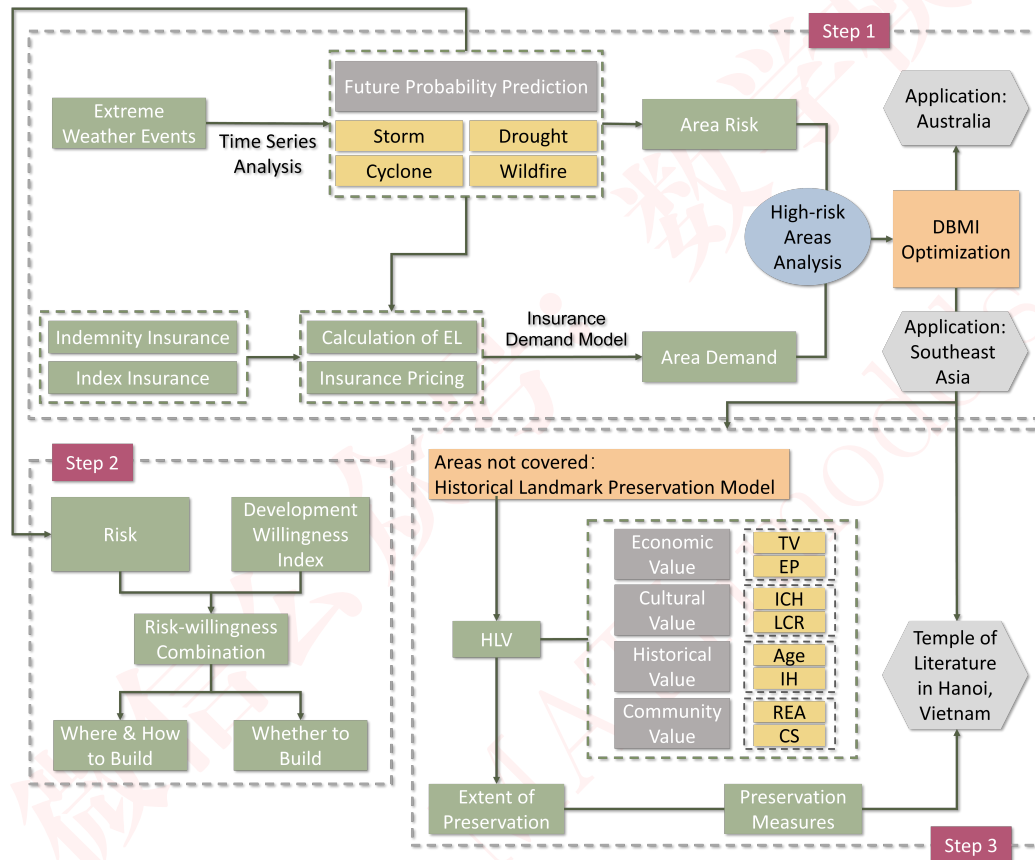 Step 1
Future Probability Prediction
Extreme
Weather Events
Time Series
Analysis
Storm
Drought
Cyclone
Wildfire
Area Risk
Application:
Australia
High-risk
Areas
Analysis
DBMI
Optimization
Indemnity Insurance
Index Insurance
Calculation of EL
Insurance Pricing
Insurance
Demand Model
Area Demand
Application:
Southeast
Asia
Step 2
Risk
Development
Willingness
Index
Risk-willingness
Combination
Where & How
to Build
Whether to
Build
Areas not covered:
Historical Landmark Preservation Model
HLV
Economic
Value
TV
EP
Cultural
Value
ICH
LCR
Historical
Value
Age
IH
Community
Value
REA
CS
Temple of
Literature
in Hanoi,
Vietnam
Extent of
Preservation
Preservation
Measures
Step 3